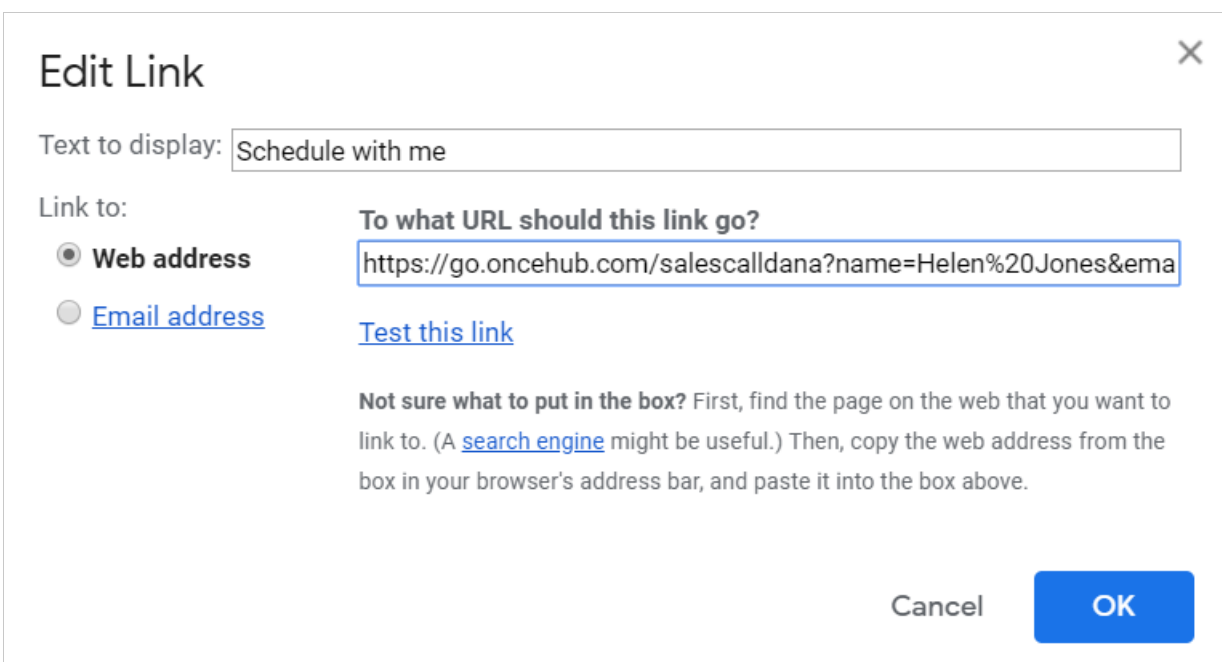 Edit Link
Text to display: Schedule with me
Link to:
To what URL should this link go?
Web address
https://go.oncehub.com/salescalldana?name=Helen%20Jones&ema
Email address
Test this link
Not sure what to put in the box? First, find the page on the web that you want to
link to. (A search engine might be useful.) Then, copy the web address from the
box in your browser's address bar, and paste it into the box above.
Cancel
OK